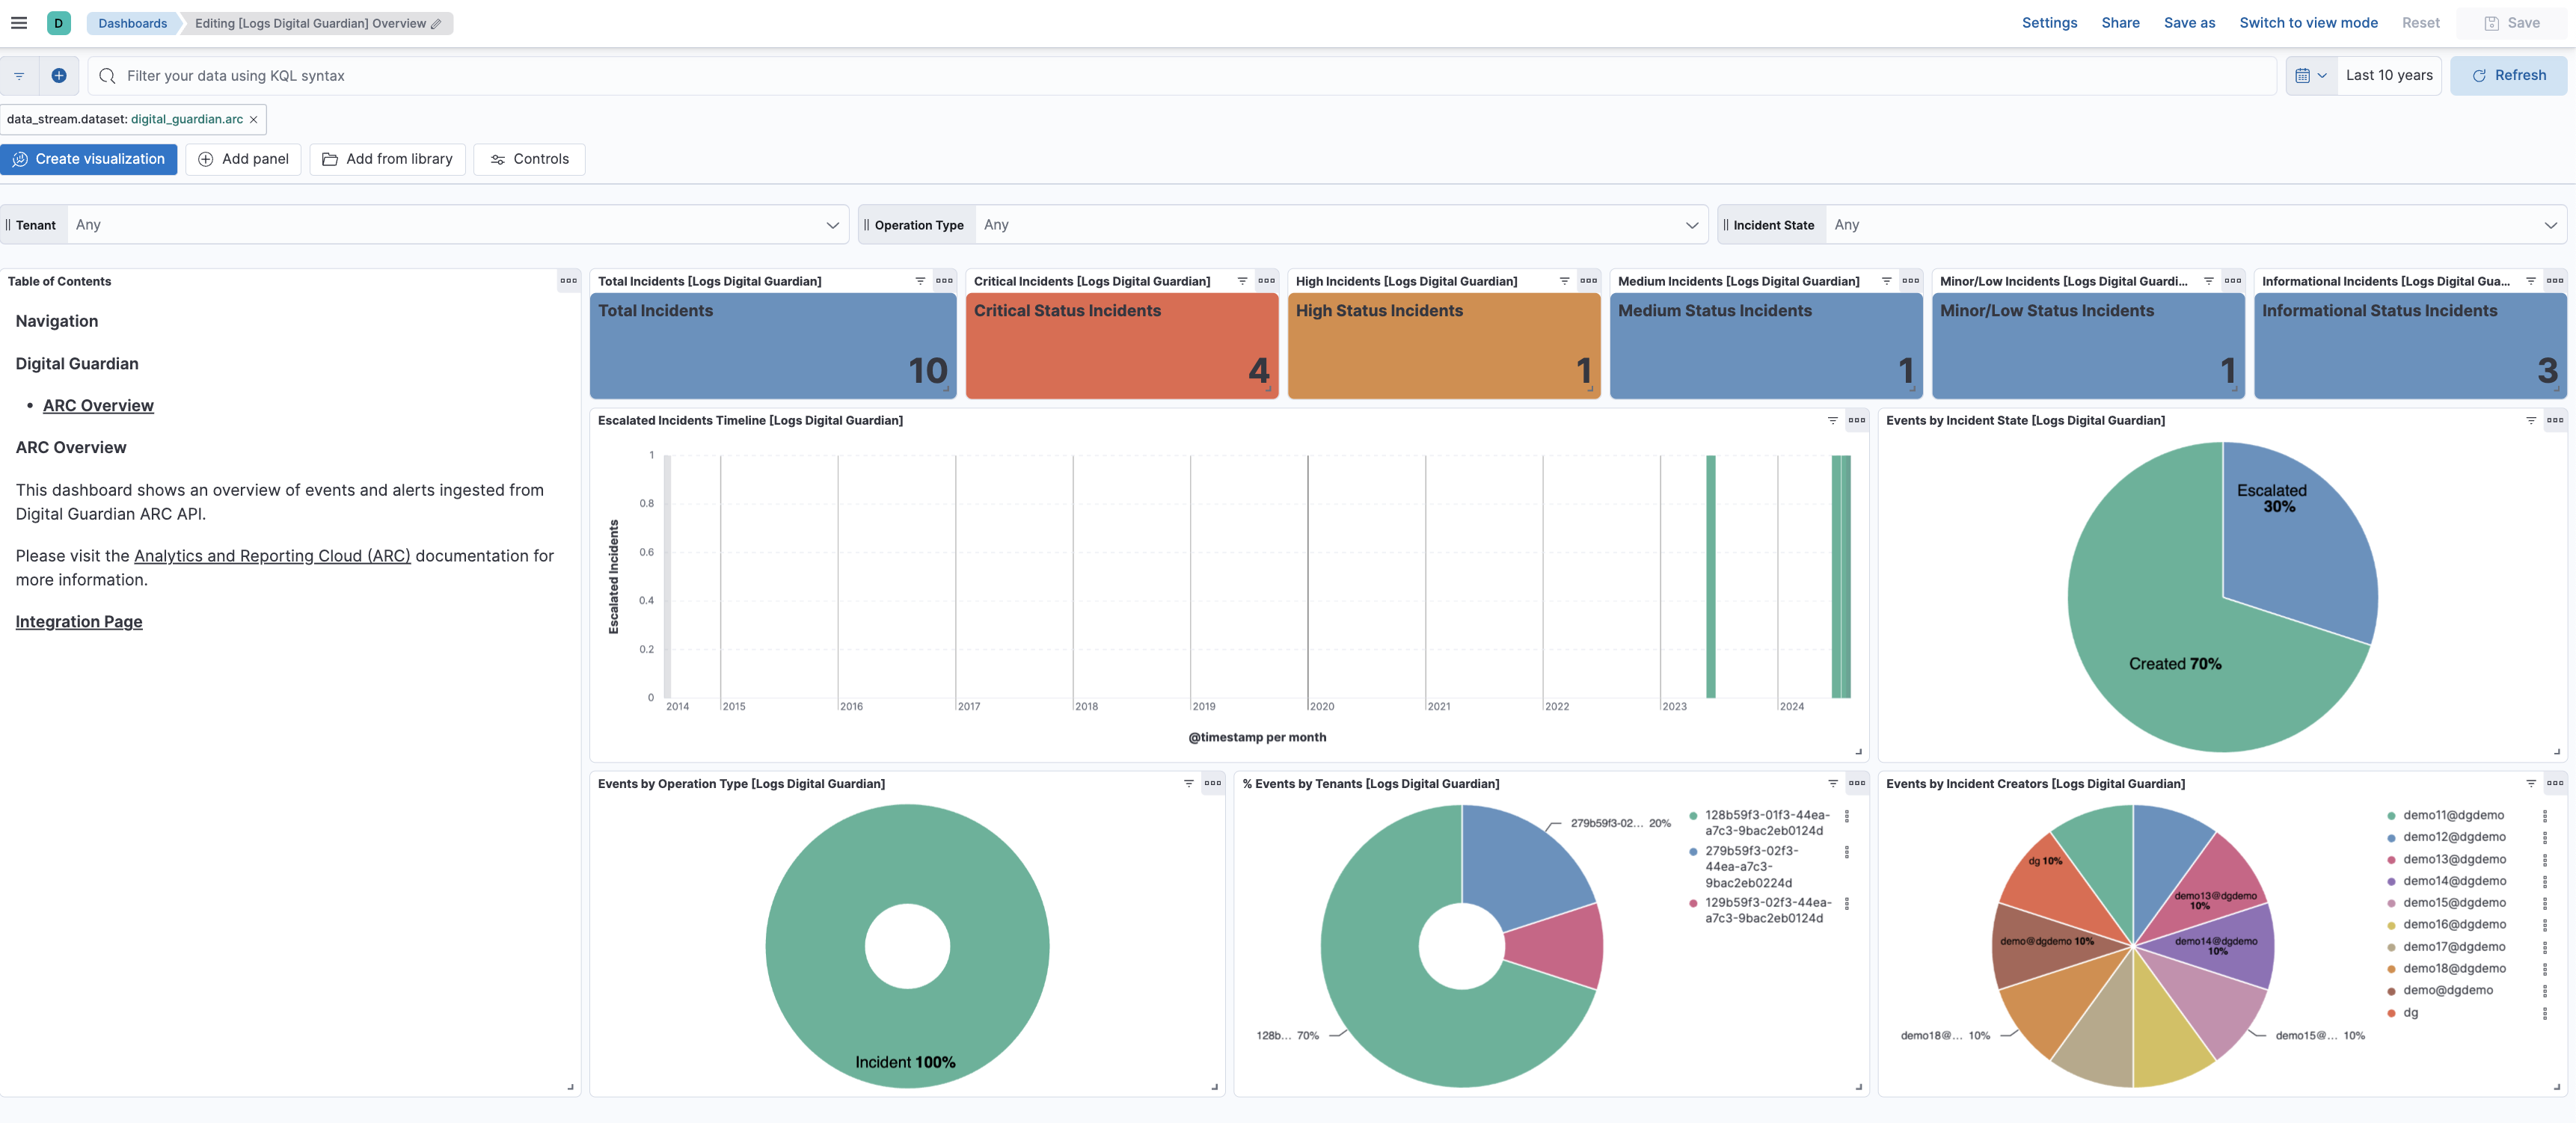 D
Dashboards
Editing [Logs Digital Guardian] Overview
Settings
Share
Save as
Switch to view mode
Reset
Save
Filter your data using KQL syntax
Last 10 years
Refresh
data_stream.dataset: digital_guardian.arc ×
Create visualization
Add panel
Add from library
Controls
Tenant
Any
Operation Type
Any
Incident State
Any
Table of Contents
Navigation
Digital Guardian
• ARC Overview
ARC Overview
This dashboard shows an overview of events and alerts ingested from
Digital Guardian ARC API.
Please visit the Analytics and Reporting Cloud (ARC) documentation for
more information.
Integration Page
Total Incidents [Logs Digital Guardian]
Total Incidents
10
Critical Incidents [Logs Digital Guardian]
Critical Status Incidents
4
High Incidents [Logs Digital Guardian]
High Status Incidents
1
Medium Incidents [Logs Digital Guardian]
Medium Status Incidents
1
Minor/Low Incidents [Logs Digital Guardi...
Minor/Low Status Incidents
1
Informational Incidents [Logs Digital Gua...
Informational Status Incidents
3
Escalated Incidents Timeline [Logs Digital Guardian]
Escalated Incidents
1
0.8
0.6
0.4
0.2
0
2014
2015
2016
2017
2018
2019
2020
2021
2022
2023
2024
@timestamp per month
Events by Incident State [Logs Digital Guardian]
Escalated
30%
Created 70%
Events by Operation Type [Logs Digital Guardian]
Incident 100%
% Events by Tenants [Logs Digital Guardian]
279b59f3-02... 20%
128b... 70%
128b59f3-01f3-44ea-
a7c3-9bac2eb0124d
279b59f3-02f3-
44ea-a7c3-
9bac2eb0224d
129b59f3-02f3-44ea-
a7c3-9bac2eb0124d
Events by Incident Creators [Logs Digital Guardian]
dg 10%
demo13@dgdemo
10%
demo@dgdemo 10%
demo14@dgdemo
10%
demo18@... 10%
demo15@... 10%
demo11@dgdemo
demo12@dgdemo
demo13@dgdemo
demo14@dgdemo
demo15@dgdemo
demo16@dgdemo
demo17@dgdemo
demo18@dgdemo
demo@dgdemo
dg